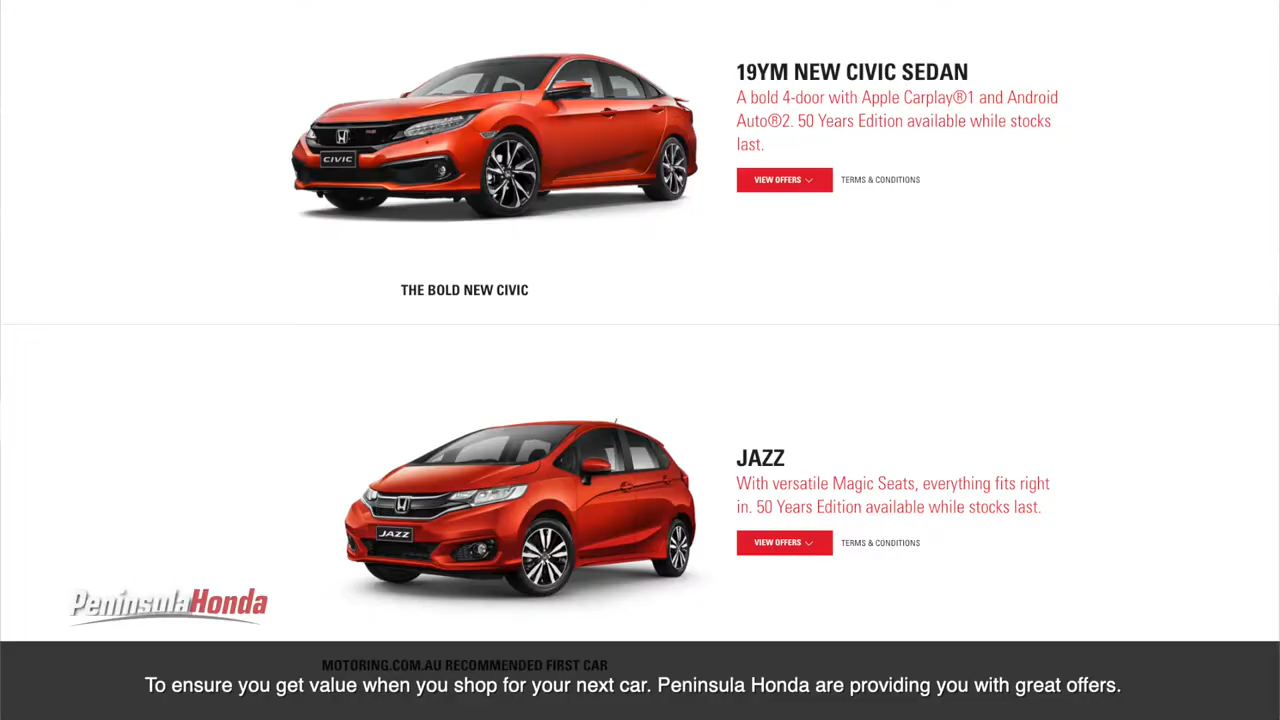 19YM NEW CIVIC SEDAN
A bold 4-door with Apple Carplay®1 and Android
Auto®2. 50 Years Edition available while stocks
last.
VIEW OFFERS
TERMS & CONDITIONS
CIVIC
RS
THE BOLD NEW CIVIC
JAZZ
With versatile Magic Seats, everything fits right
in. 50 Years Edition available while stocks last.
VIEW OFFERS
TERMS & CONDITIONS
JAZZ
PeninsulaHonda
MOTORING.COM.AU RECOMMENDED FIRST CAR
To ensure you get value when you shop for your next car. Peninsula Honda are providing you with great offers.